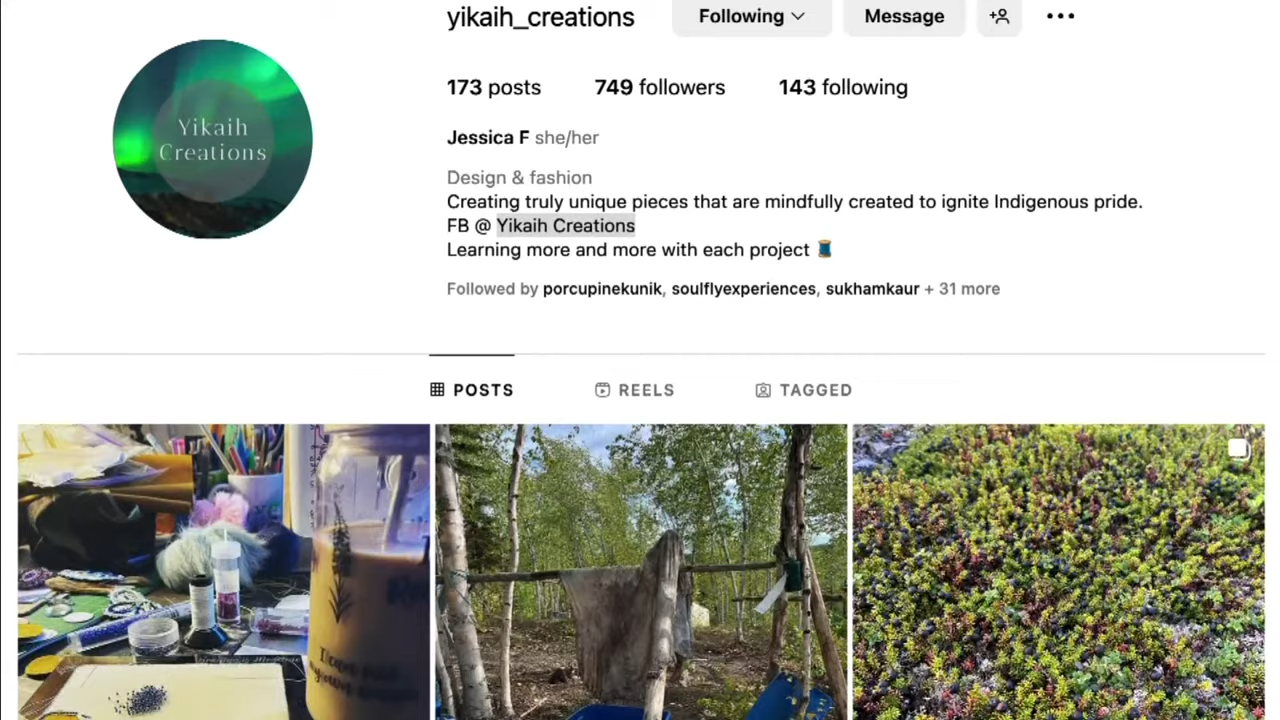 yikaih_creations Following Message
173 posts 749 followers 143 following
Yikaih
Creations
Jessica F she/her
Design & fashion
Creating truly unique pieces that are mindfully created to ignite Indigenous pride.
FB @ Yikaih Creations
Learning more and more with each project
Followed by porcupinekunik, soulflyexperiences, sukhamkaur + 31 more
POSTS REELS TAGGED